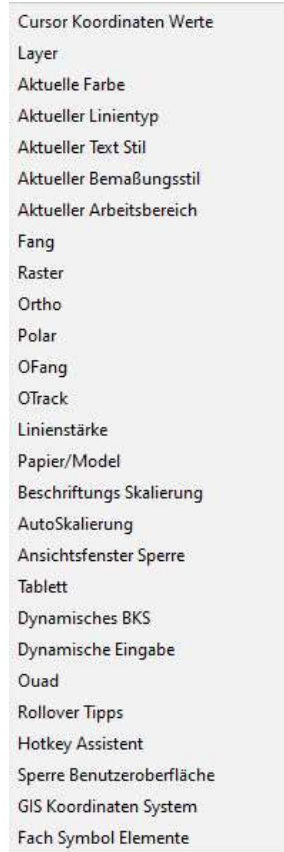 Cursor Koordinaten Werte
Layer
Aktuelle Farbe
Aktueller Linientyp
Aktueller Text Stil
Aktueller Bemaßungsstil
Aktueller Arbeitsbereich
Fang
Raster
Ortho
Polar
OFang
OTrack
Linienstärke
Papier/Model
Beschriftungs Skalierung
AutoSkalierung
Ansichtsfenster Sperre
Tablett
Dynamisches BKS
Dynamische Eingabe
Quad
Rollover Tipps
Hotkey Assistent
Sperre Benutzeroberfläche
GIS Koordinaten System
Fach Symbol Elemente